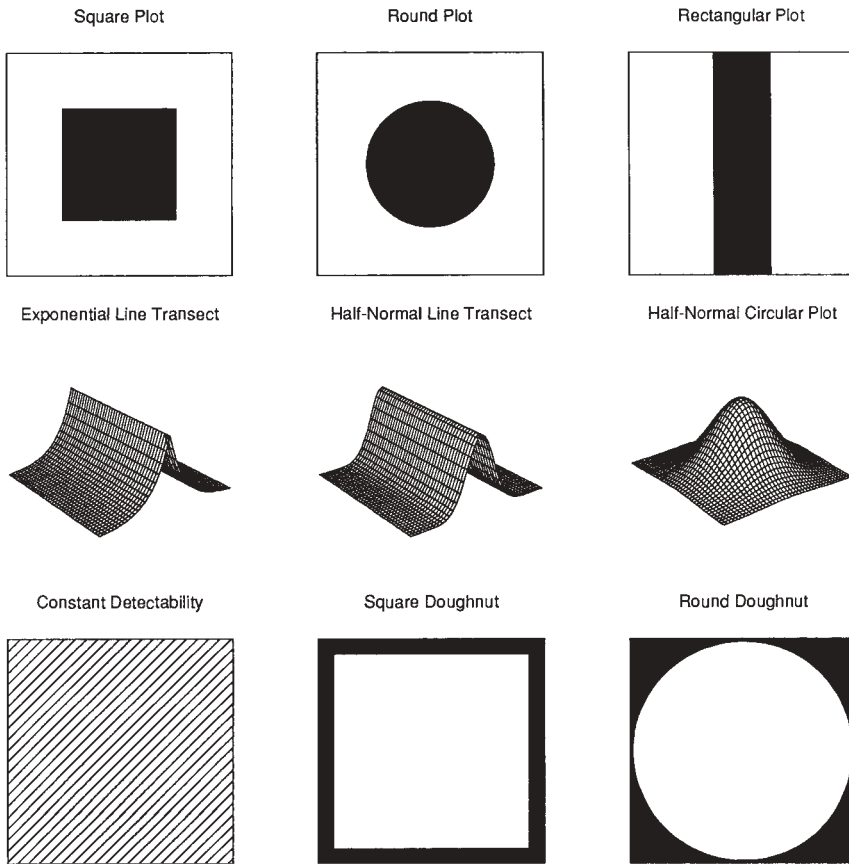 Square Plot
Round Plot
Rectangular Plot
Exponential Line Transect
Half-Normal Line Transect
Half-Normal Circular Plot
Constant Detectability
Square Doughnut
Round Doughnut